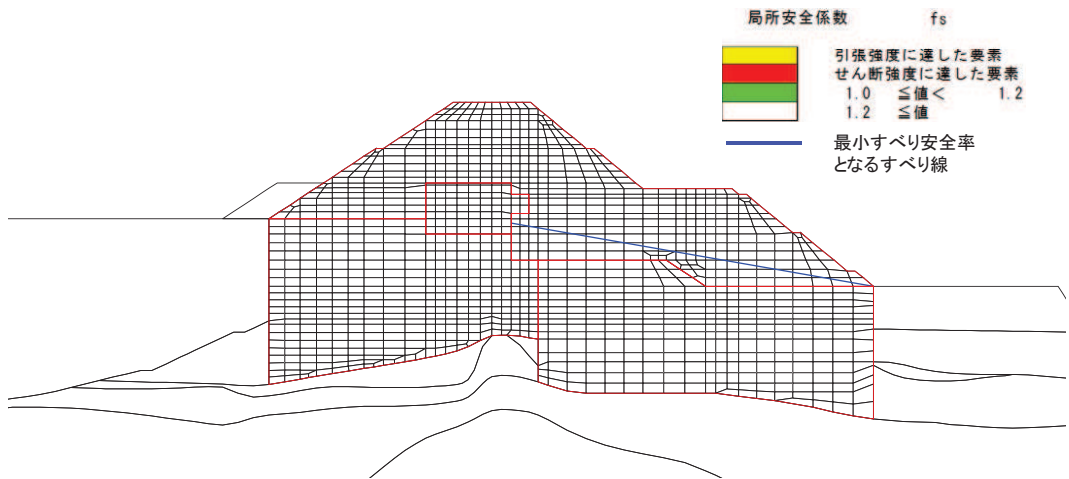 局所安全係数 fs
引張強度に達した要素
せん断強度に達した要素
1.0 ≦値< 1.2
1.2 ≦値
最小すべり安全率
となるすべり線